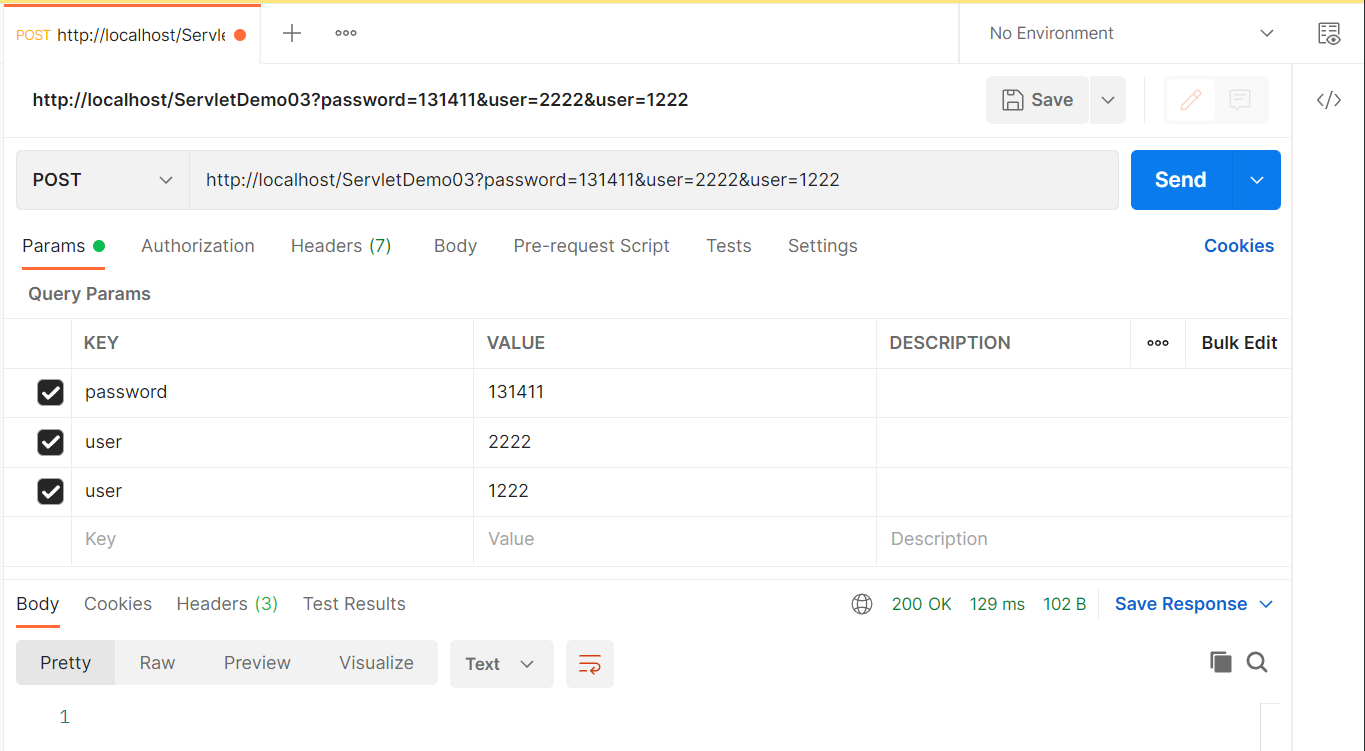 POST http://localhost/Servle
No Environment
http://localhost/ServletDemo03?password=131411&user=2222&user=1222
Save
POST
http://localhost/ServletDemo03?password=131411&user=2222&user=1222
Send
Params Authorization Headers (7) Body Pre-request Script Tests Settings Cookies
Query Params
KEY VALUE DESCRIPTION Bulk Edit
password 131411
user 2222
user 1222
Key Value Description
Body Cookies Headers (3) Test Results 200 OK 129 ms 102 B Save Response
Pretty Raw Preview Visualize Text
1